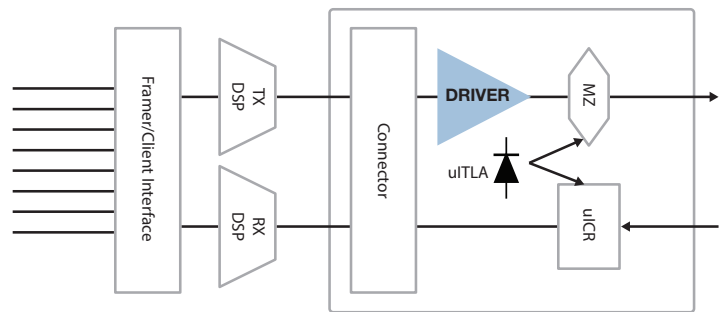 Framer/Client Interface
TX
DSP
RX
DSP
Connector
DRIVER
MZ
uITLA
uICR